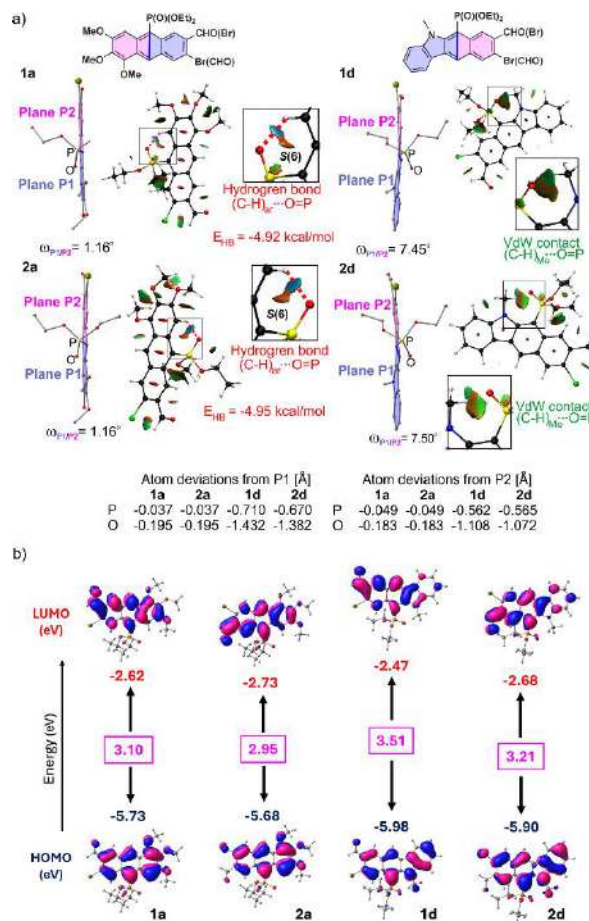 a)
P(O)(OEt)₂
MeO
MeO
OMe
CHO(Br)
Br(CHO)
P(O)(OEt)₂
N
CHO(Br)
Br(CHO)
1a
Plane P2
P
O
Plane P1
S(6)
Hydrogren bond
(C-H)ar···O=P
E_HB = -4.92 kcal/mol
ω_P1/P2 = 1.16°
1d
Plane P2
P
O
Plane P1
VdW contact
(C-H)Me···O=P
ω_P1/P2 = 7.45°
2a
Plane P2
P
O
Plane P1
S(6)
Hydrogren bond
(C-H)ar···O=P
E_HB = -4.95 kcal/mol
ω_P1/P2 = 1.16°
2d
Plane P2
P
O
Plane P1
VdW contact
(C-H)Me···O=
ω_P1/P2 = 7.50°
Atom deviations from P1 [Å]
1a 2a 1d 2d
P -0.037 -0.037 -0.710 -0.670
O -0.195 -0.195 -1.432 -1.382
Atom deviations from P2 [Å]
1a 2a 1d 2d
P -0.049 -0.049 -0.562 -0.565
O -0.183 -0.183 -1.108 -1.072
b)
LUMO
(eV)
-2.62 -2.73 -2.47 -2.68
Energy (eV)
3.10 2.95 3.51 3.21
-5.73 -5.68 -5.98 -5.90
HOMO
(eV)
1a 2a 1d 2d